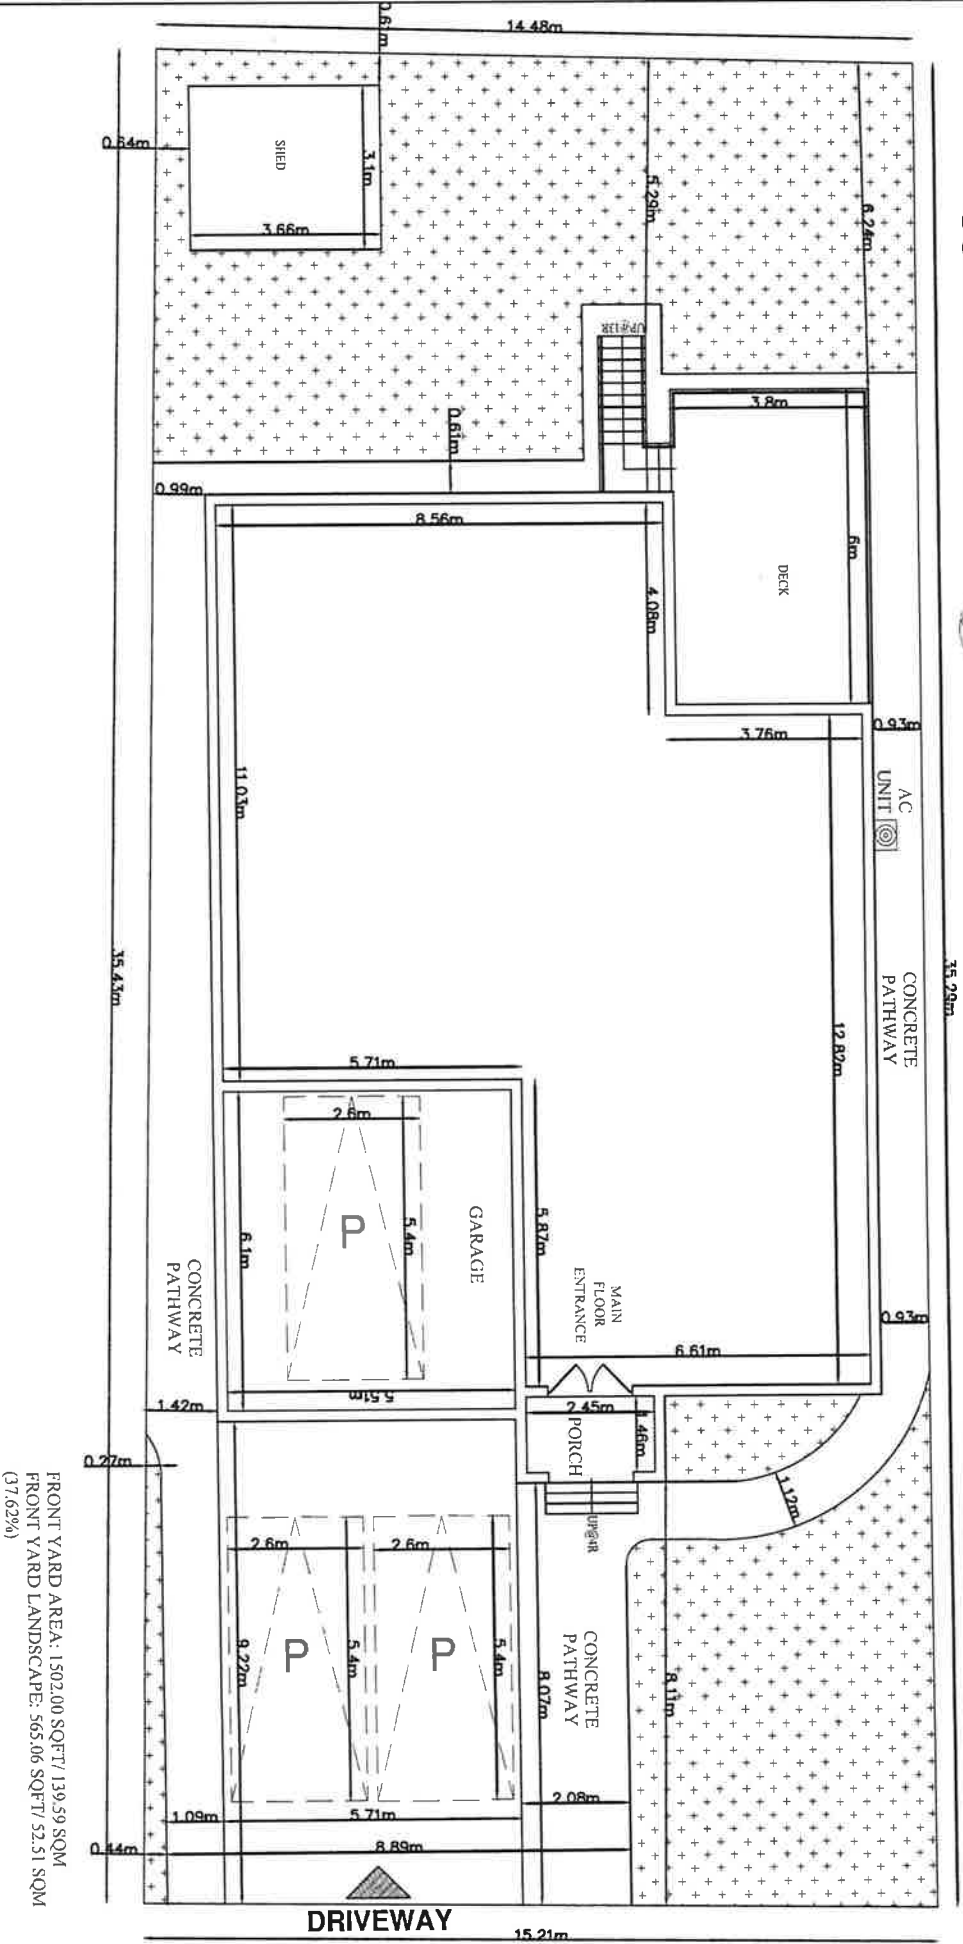 14.48m
0.61m
0.64m
SHED
3.1m
3.66m
5.29m
6.24m
UP@13R
0.61m
3.8m
0.99m
8.56m
6m
DECK
4.08m
0.93m
3.76m
AC
UNIT
11.03m
35.43m
35.29m
CONCRETE
PATHWAY
12.82m
5.71m
2.6m
P
5.4m
GARAGE
6.1m
5.87m
MAIN
FLOOR
ENTRANCE
CONCRETE
PATHWAY
0.93m
6.61m
5.51m
1.42m
2.45m
1.46m
PORCH
0.27m
1.12m
UP@4R
2.6m
2.6m
P
P
5.4m
5.4m
9.22m
CONCRETE
PATHWAY
8.07m
8.11m
2.08m
1.09m
5.71m
0.44m
8.89m
DRIVEWAY
15.21m
FRONT YARD AREA: 1502.00 SQFT/ 139.59 SQM
FRONT YARD LANDSCAPE: 565.06 SQFT/ 52.51 SQM
(37.62%)